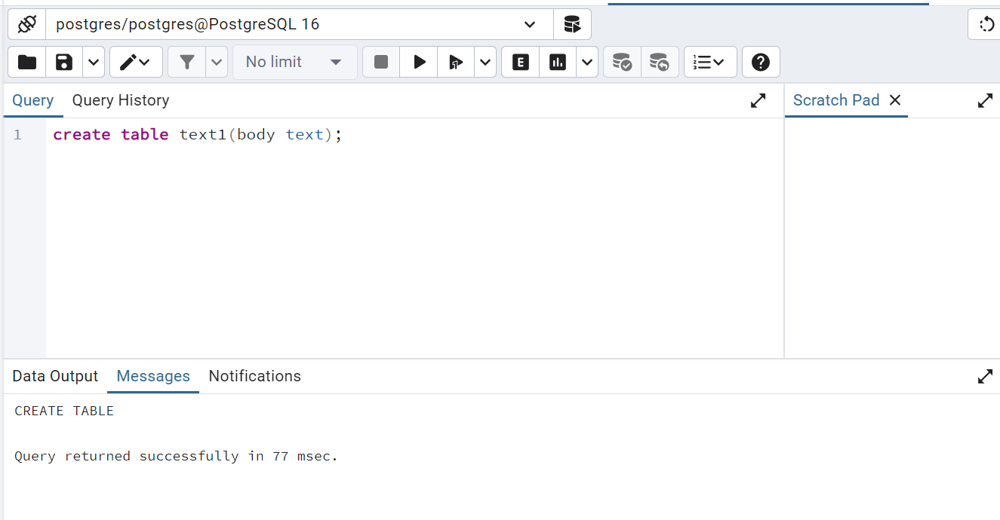 postgres/postgres@PostgreSQL 16
No limit
E
Query Query History
Scratch Pad
1 create table text1(body text);
Data Output Messages Notifications
CREATE TABLE
Query returned successfully in 77 msec.